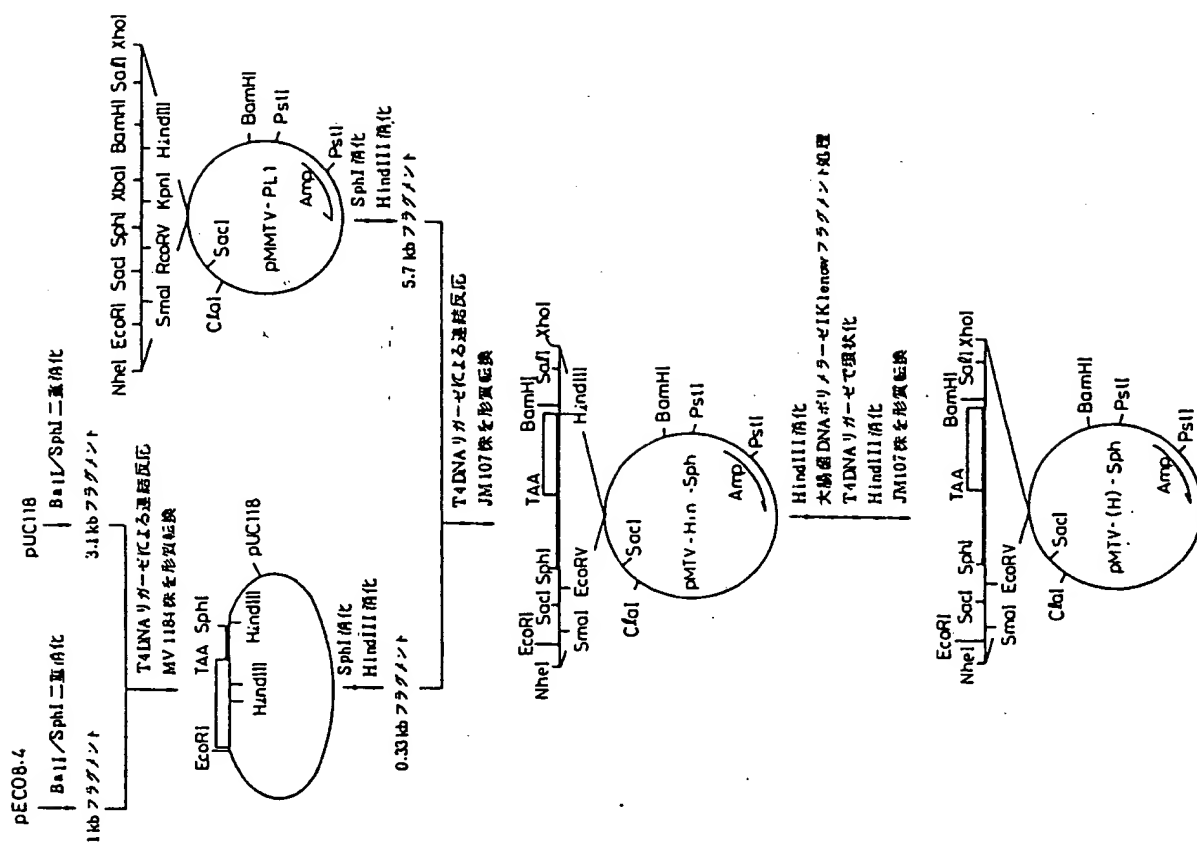 pECO8.4
BalI/SphI二重消化
1kbフラグメント
pUC118
BalI/SphI二重消化
3.1kbフラグメント
T4DNAリガーゼによる連結反応
MV1184株を形質転換
EcoRI TAA SphI
HindIII HindIII
pUC118
SphI消化
HindIII消化
0.33kbフラグメント
NheI EcoRI SacI SphI XbaI BamHI SalI XhoI
SmaI RcoRV KpnI HindIII
SacI
ClaI
BamHI
PstI
pMMTV-PL1
Amp
PstI
SphI消化
HindIII消化
5.7kbフラグメント
T4DNAリガーゼによる連結反応
JM107株を形質転換
NheI EcoRI SacI SphI TAA BamHI SalI XhoI
SmaI EcoRV HindIII
SacI
ClaI
BamHI
PstI
pMTV-Hin-Sph
Amp
PstI
HindIII消化
大腸菌DNAポリメラーゼIKlenowフラグメント処理
T4DNAリガーゼで環状化
HindIII消化
JM107株を形質転換
NheI EcoRI SacI SphI TAA BamHI SalI XhoI
SmaI EcoRV
SacI
ClaI
BamHI
PstI
pMTV-(H)-Sph
Amp
PstI